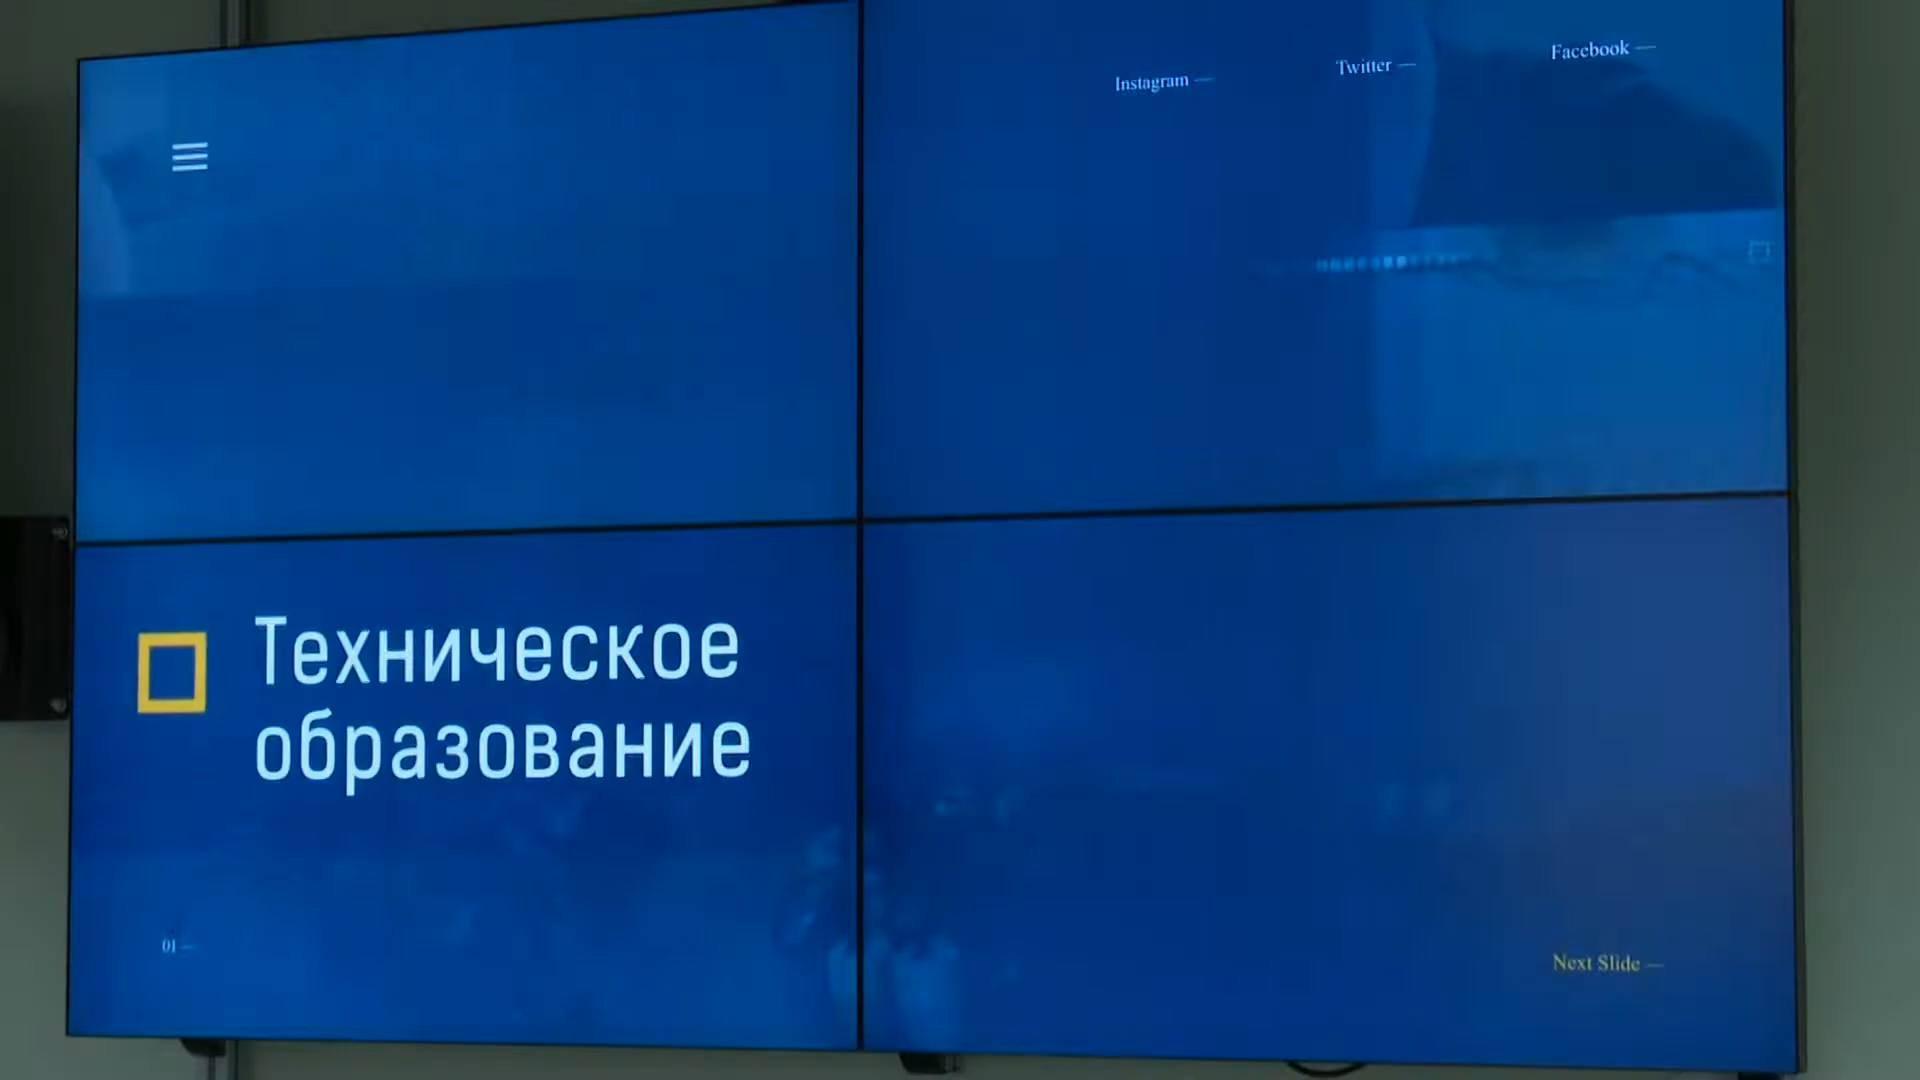 Instagram —
Twitter —
Facebook —
Техническое
образование
01 —
Next Slide —